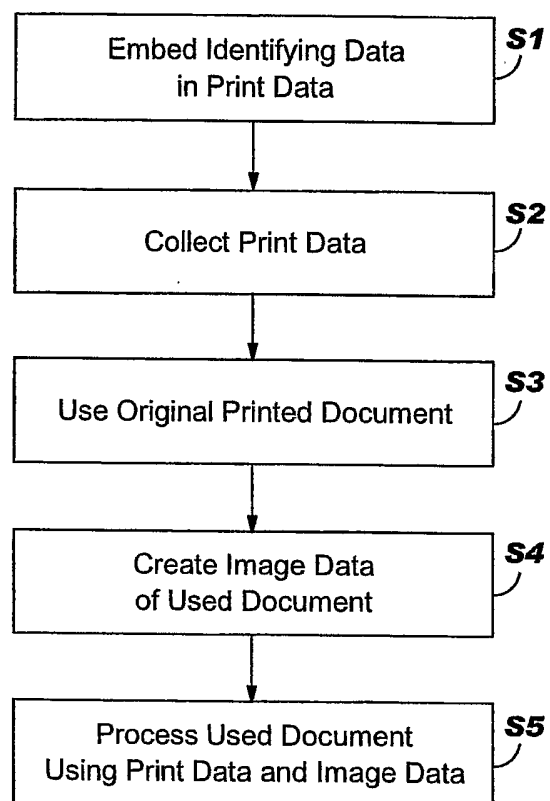 Embed Identifying Data
in Print Data
S1
Collect Print Data
S2
Use Original Printed Document
S3
Create Image Data
of Used Document
S4
Process Used Document
Using Print Data and Image Data
S5